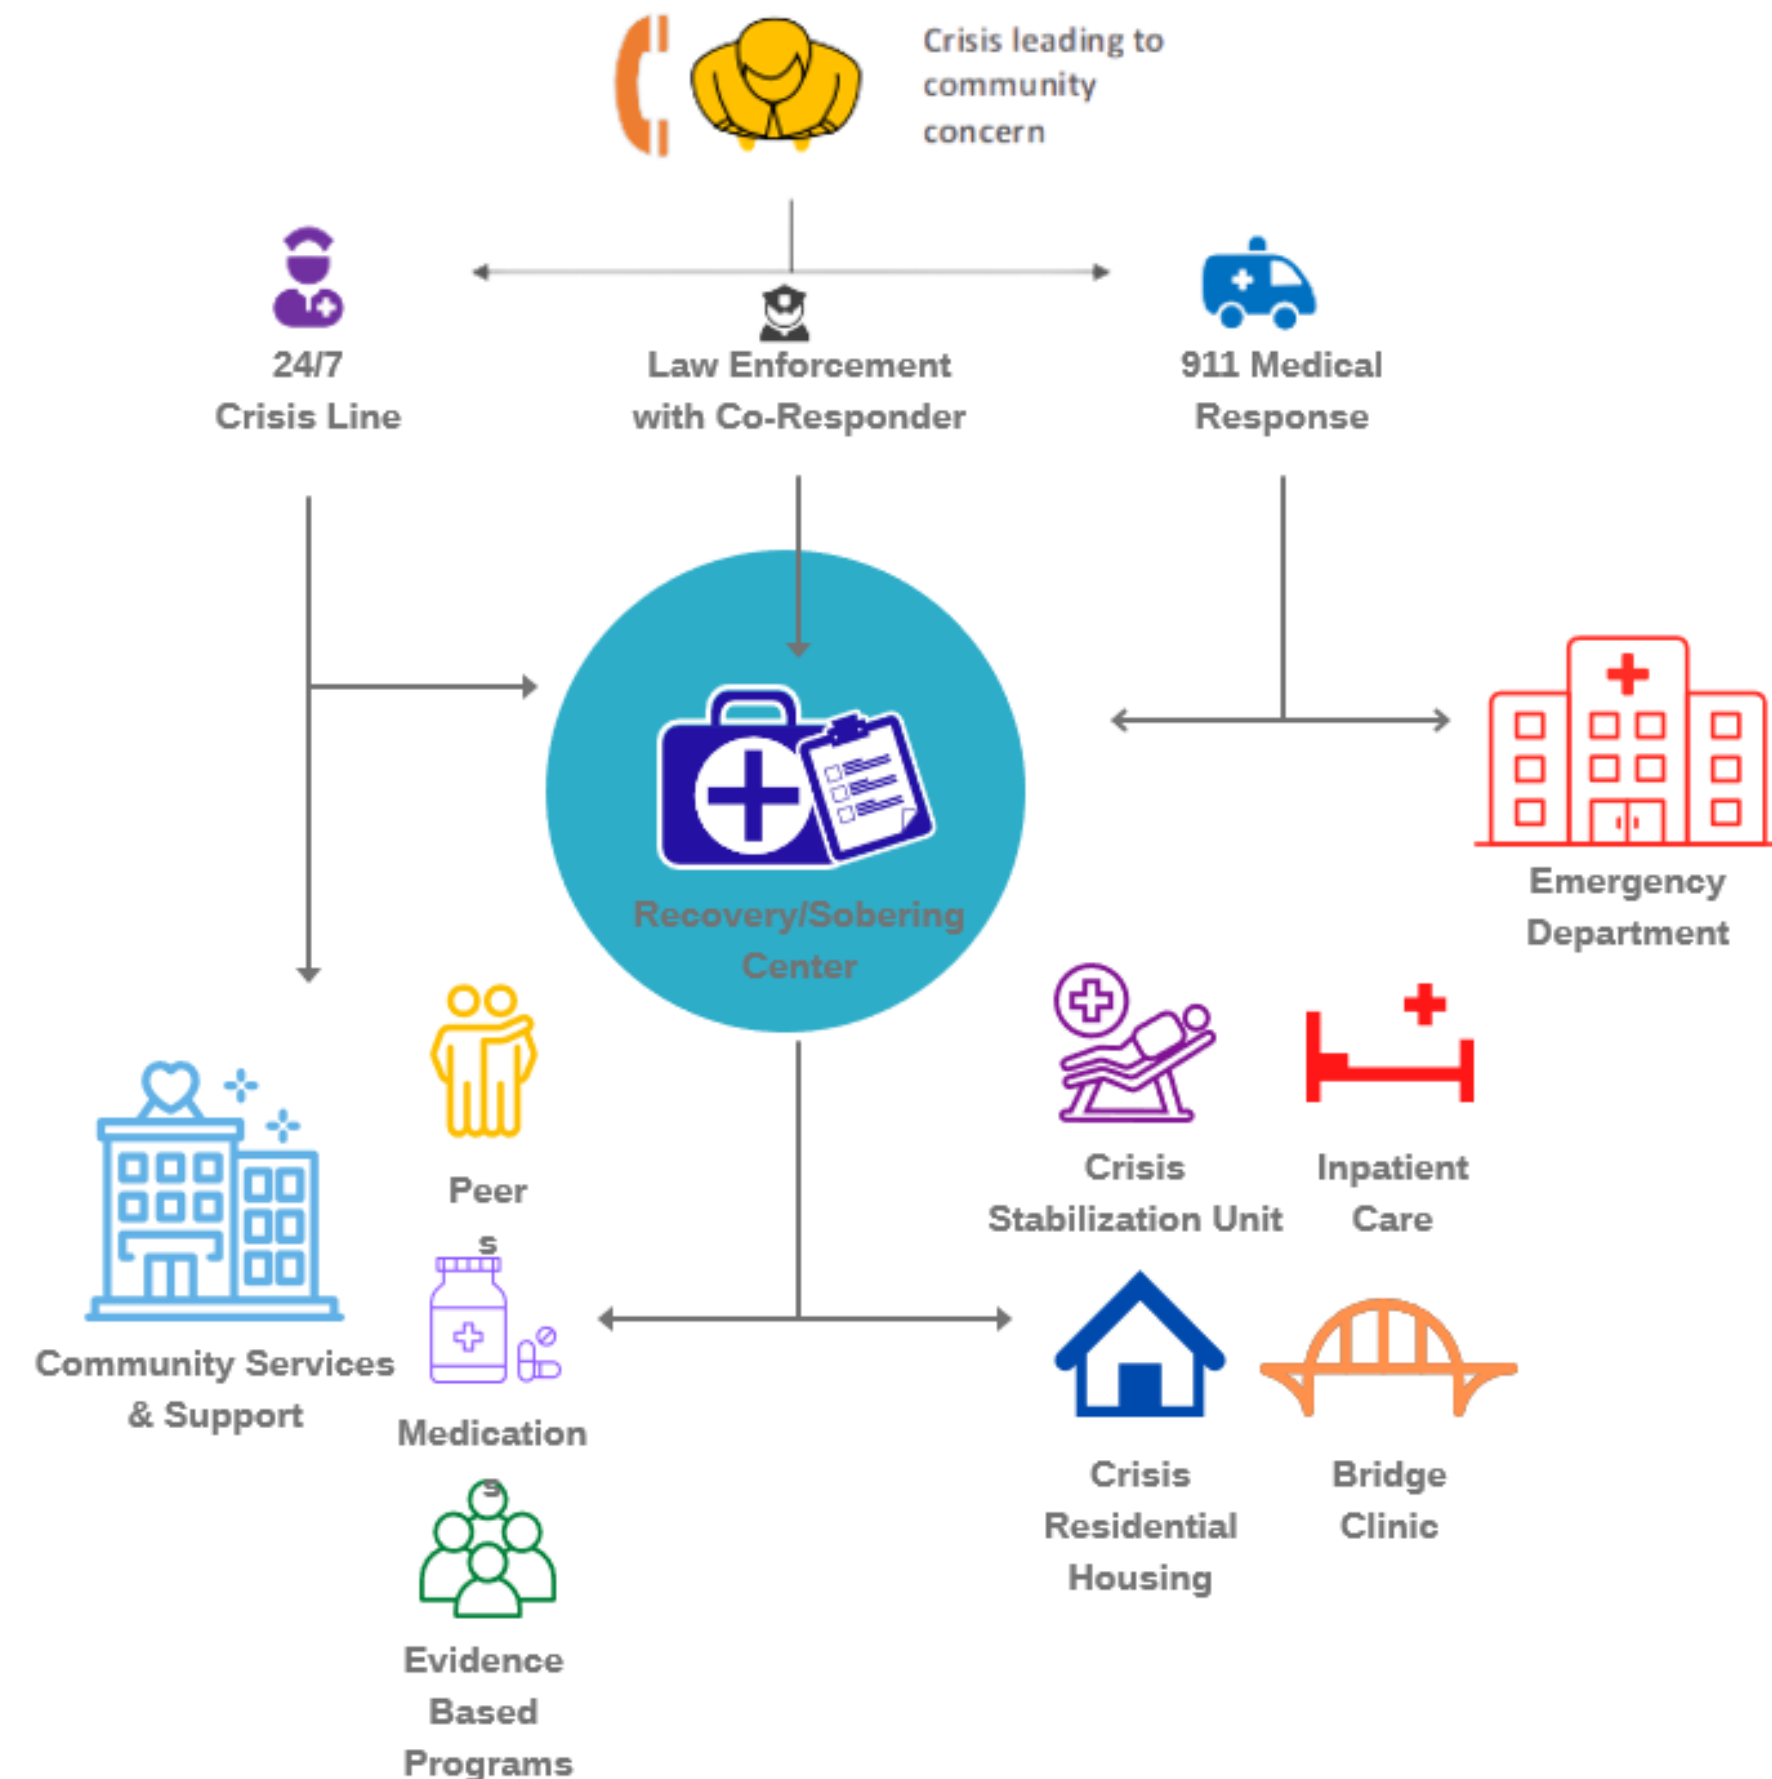 Crisis leading to
community
concern
24/7
Crisis Line
Law Enforcement
with Co-Responder
911 Medical
Response
Recovery/Sobering
Center
Emergency
Department
Peer
s
Crisis
Stabilization Unit
Inpatient
Care
Community Services
& Support
Medication
s
Crisis
Residential
Housing
Bridge
Clinic
Evidence
Based
Programs